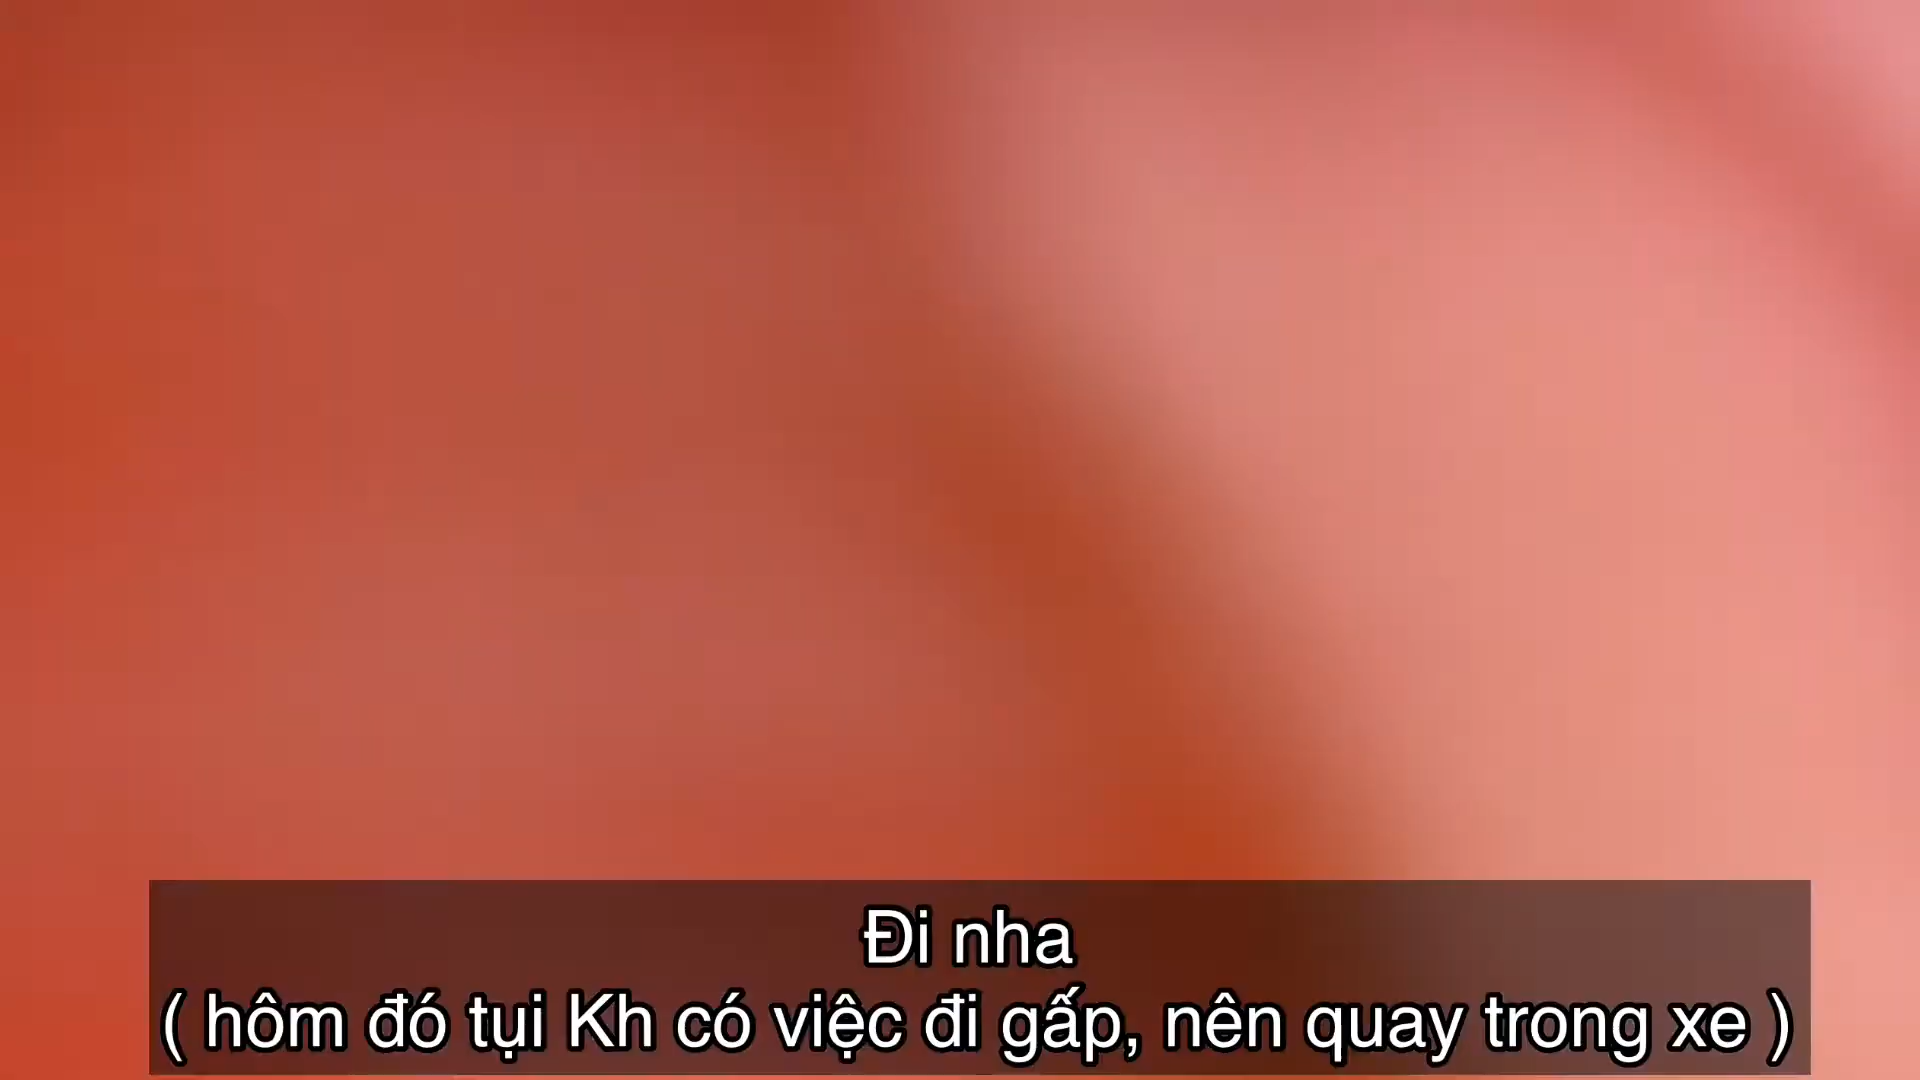 Đi nha
( hôm đó tụi Kh có việc đi gấp, nên quay trong xe )